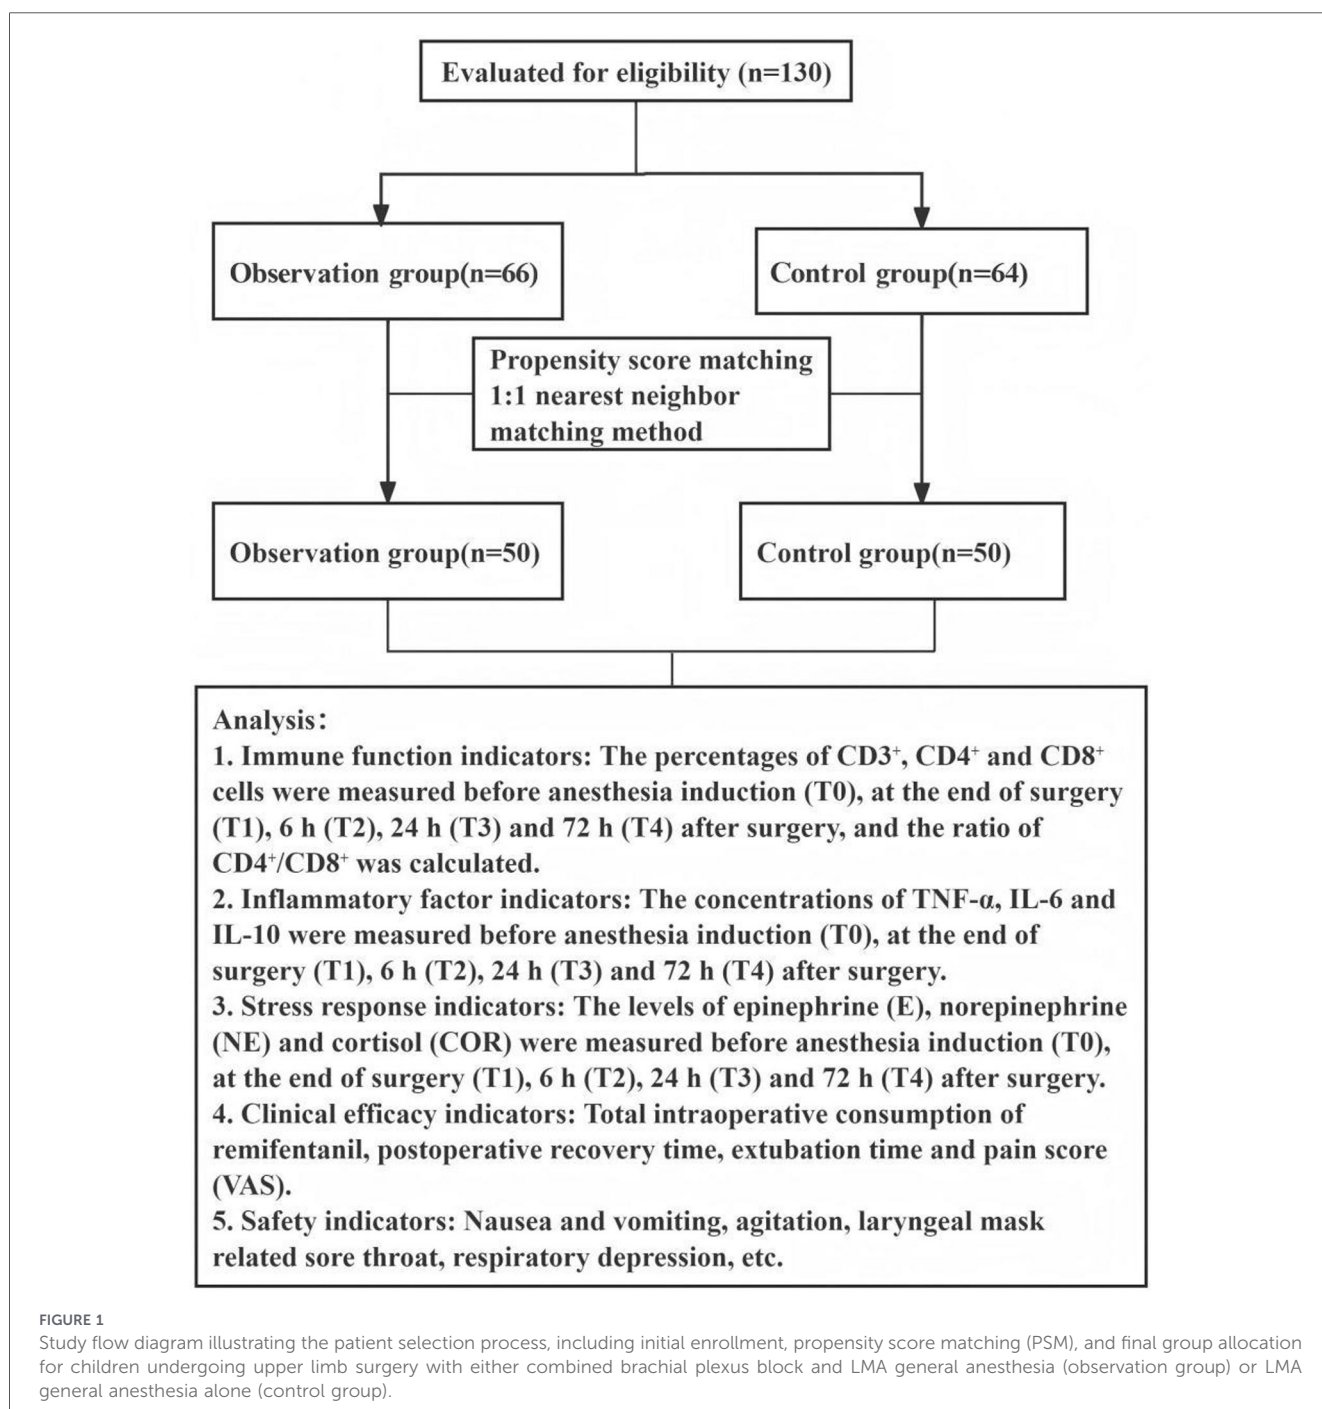 Evaluated for eligibility (n=130)
Observation group(n=66)
Control group(n=64)
Propensity score matching
1:1 nearest neighbor
matching method
Observation group(n=50)
Control group(n=50)
Analysis:
1. Immune function indicators: The percentages of CD3⁺, CD4⁺ and CD8⁺
cells were measured before anesthesia induction (T0), at the end of surgery
(T1), 6 h (T2), 24 h (T3) and 72 h (T4) after surgery, and the ratio of
CD4⁺/CD8⁺ was calculated.
2. Inflammatory factor indicators: The concentrations of TNF-α, IL-6 and
IL-10 were measured before anesthesia induction (T0), at the end of
surgery (T1), 6 h (T2), 24 h (T3) and 72 h (T4) after surgery.
3. Stress response indicators: The levels of epinephrine (E), norepinephrine
(NE) and cortisol (COR) were measured before anesthesia induction (T0),
at the end of surgery (T1), 6 h (T2), 24 h (T3) and 72 h (T4) after surgery.
4. Clinical efficacy indicators: Total intraoperative consumption of
remifentanil, postoperative recovery time, extubation time and pain score
(VAS).
5. Safety indicators: Nausea and vomiting, agitation, laryngeal mask
related sore throat, respiratory depression, etc.
FIGURE 1
Study flow diagram illustrating the patient selection process, including initial enrollment, propensity score matching (PSM), and final group allocation
for children undergoing upper limb surgery with either combined brachial plexus block and LMA general anesthesia (observation group) or LMA
general anesthesia alone (control group).